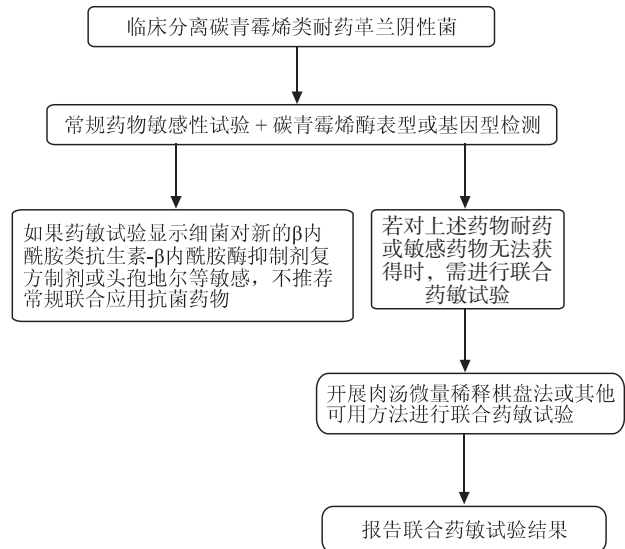 临床分离碳青霉烯类耐药革兰阴性菌
常规药物敏感性试验 + 碳青霉烯酶表型或基因型检测
如果药敏试验显示细菌对新的β内
酰胺类抗生素-β内酰胺酶抑制剂复
方制剂或头孢地尔等敏感，不推荐
常规联合应用抗菌药物
若对上述药物耐药
或敏感药物无法获
得时，需进行联合
药敏试验
开展肉汤微量稀释棋盘法或其他
可用方法进行联合药敏试验
报告联合药敏试验结果